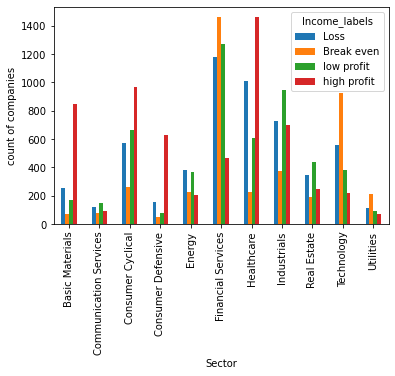 Income_labels
Loss
Break even
low profit
high profit
count of companies
1400
1200
1000
800
600
400
200
0
Basic Materials
Communication Services
Consumer Cyclical
Consumer Defensive
Energy
Financial Services
Healthcare
Industrials
Real Estate
Technology
Utilities
Sector